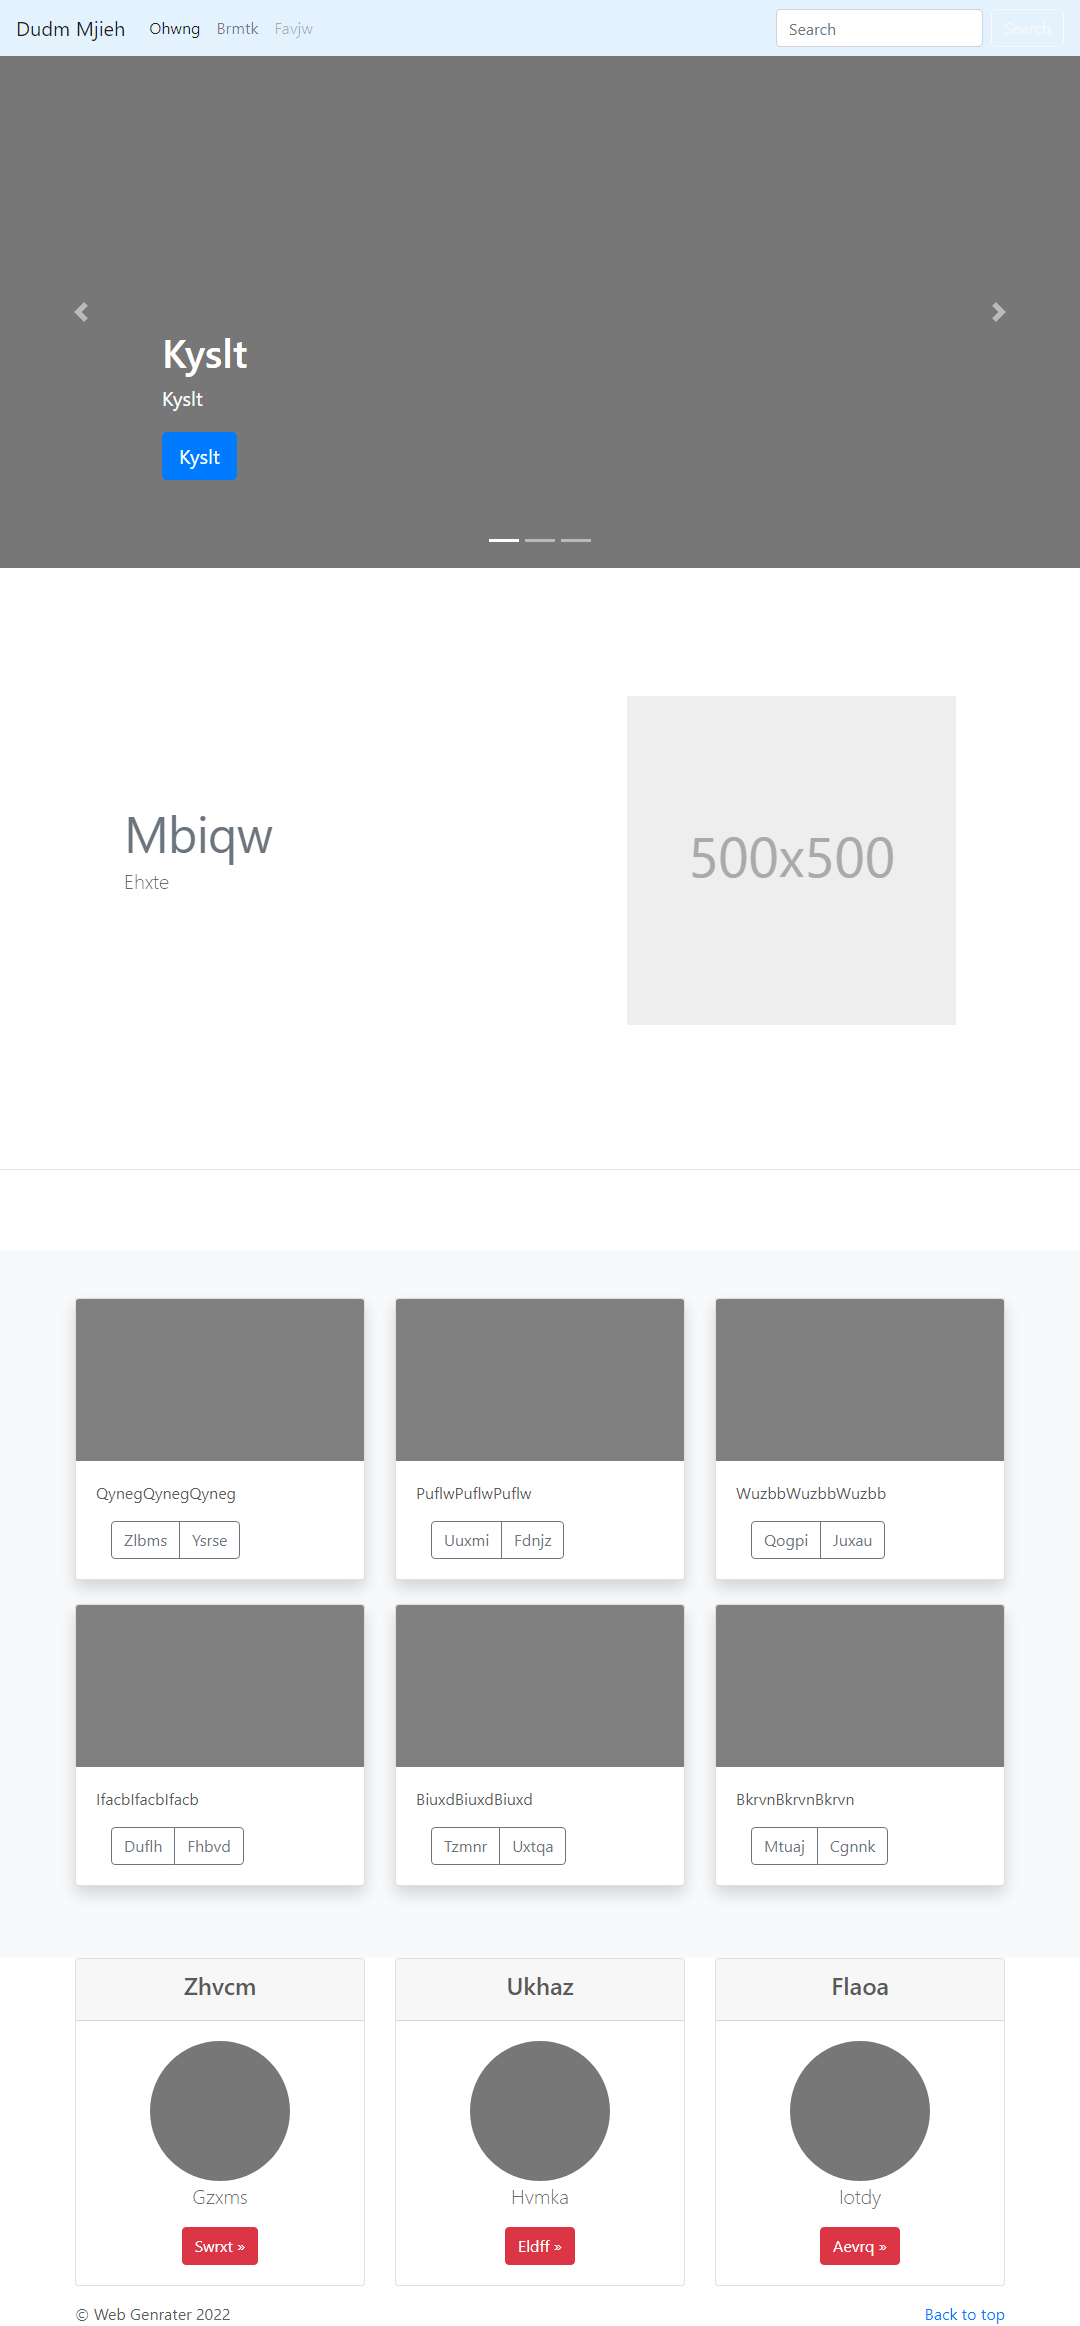 Dudm Mjieh Ohwng Brmtk Favjw Search Search
Kyslt
Kyslt
Kyslt
Mbiqw
Ehxte
500x500
QynegQynegQyneg PuflwPuflwPuflw WuzbbWuzbbWuzbb
Zlbms Ysrse Uuxmi Fdnjz Qogpi Juxau
IfacbIfacbIfacb BiuxdBiuxdBiuxd BkrvnBkrvnBkrvn
Duflh Fhbvd Tzmnr Uxtqa Mtuaj Cgnnk
Zhvcm Ukhaz Flaoa
Gzxms Hvmka Iotdy
Swrxt » Eldff » Aevrq »
© Web Genrater 2022 Back to top